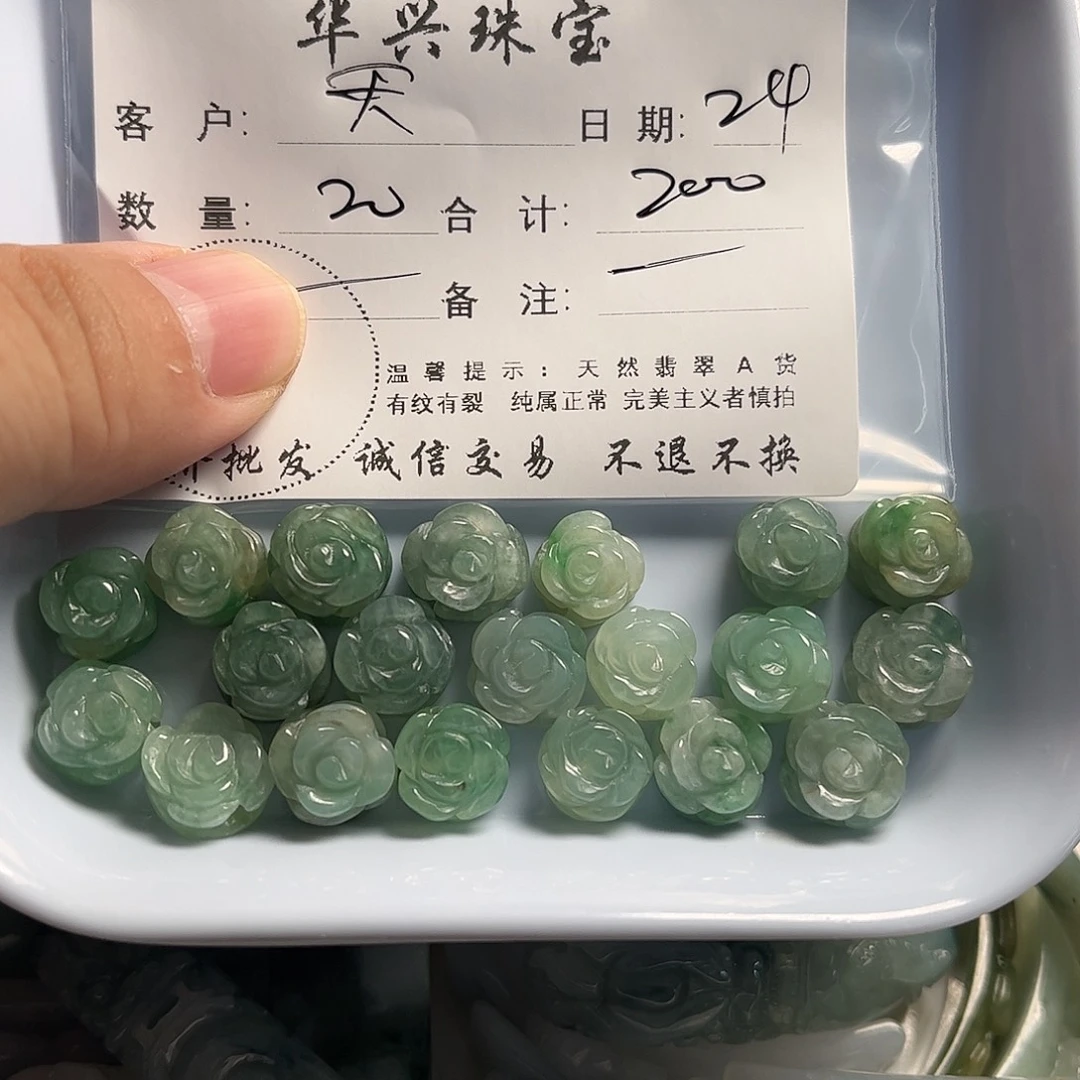 华兴珠宝
客 户: 天 日 期: 24
数 量: 20 合 计: 200
备 注:
温馨提示:天然翡翠A货
有纹有裂 纯属正常 完美主义者慎拍
批发 诚信交易 不退不换